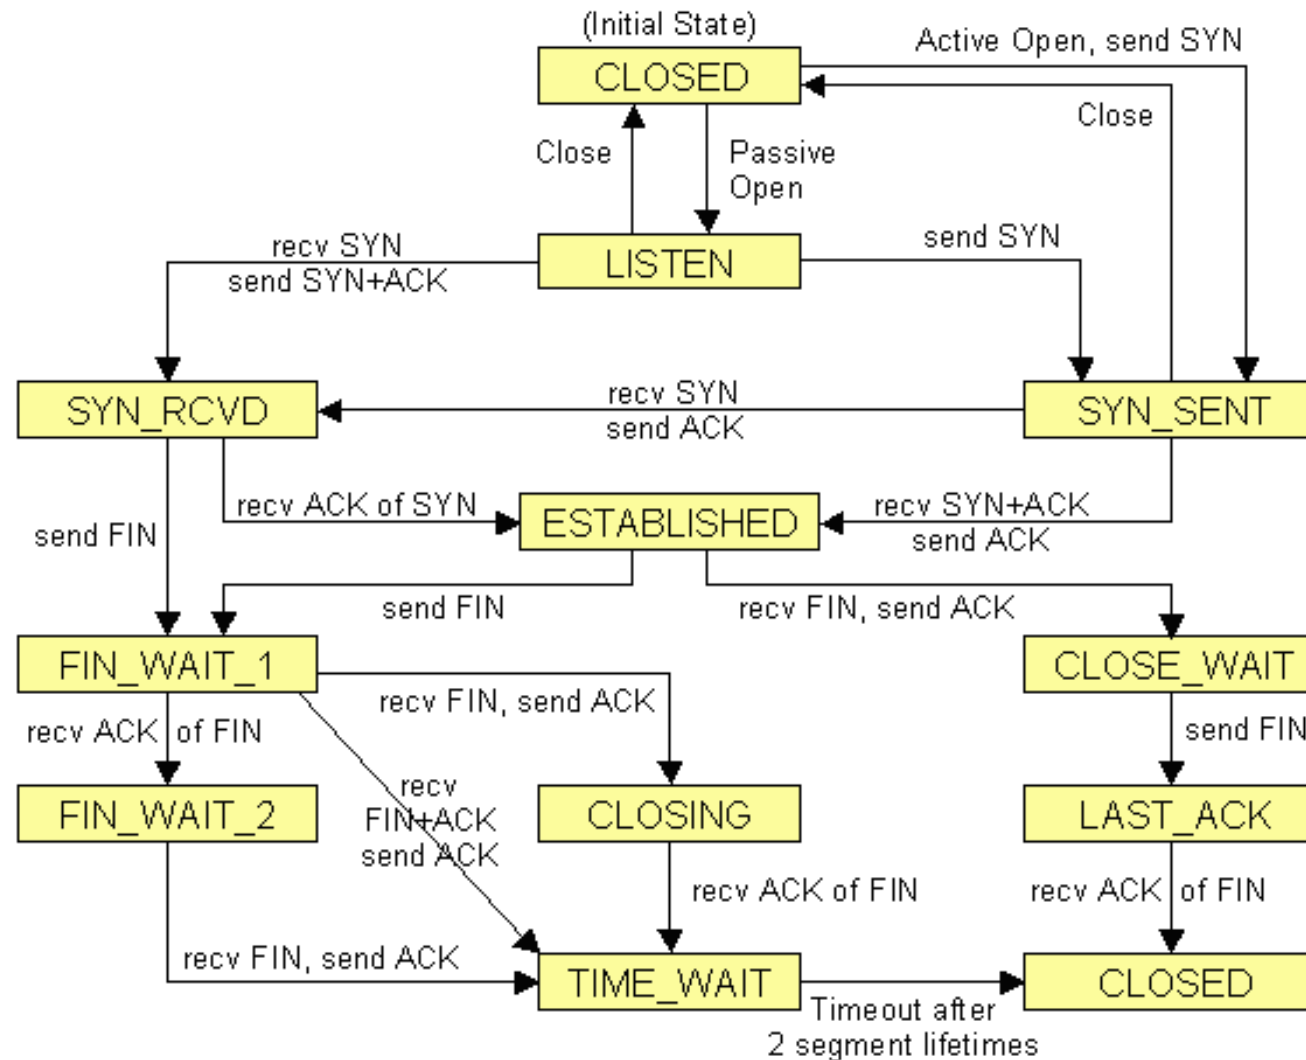 (Initial State)
CLOSED
Active Open, send SYN
Close
Close
Passive
Open
recv SYN
send SYN+ACK
LISTEN
send SYN
SYN_RCVD
recv SYN
send ACK
SYN_SENT
send FIN
recv ACK of SYN
ESTABLISHED
recv SYN+ACK
send ACK
send FIN
recv FIN, send ACK
FIN_WAIT_1
CLOSE_WAIT
recv ACK of FIN
recv FIN, send ACK
send FIN
FIN_WAIT_2
recv
FIN+ACK
send ACK
CLOSING
LAST_ACK
recv FIN, send ACK
recv ACK of FIN
recv ACK of FIN
TIME_WAIT
Timeout after
2 segment lifetimes
CLOSED